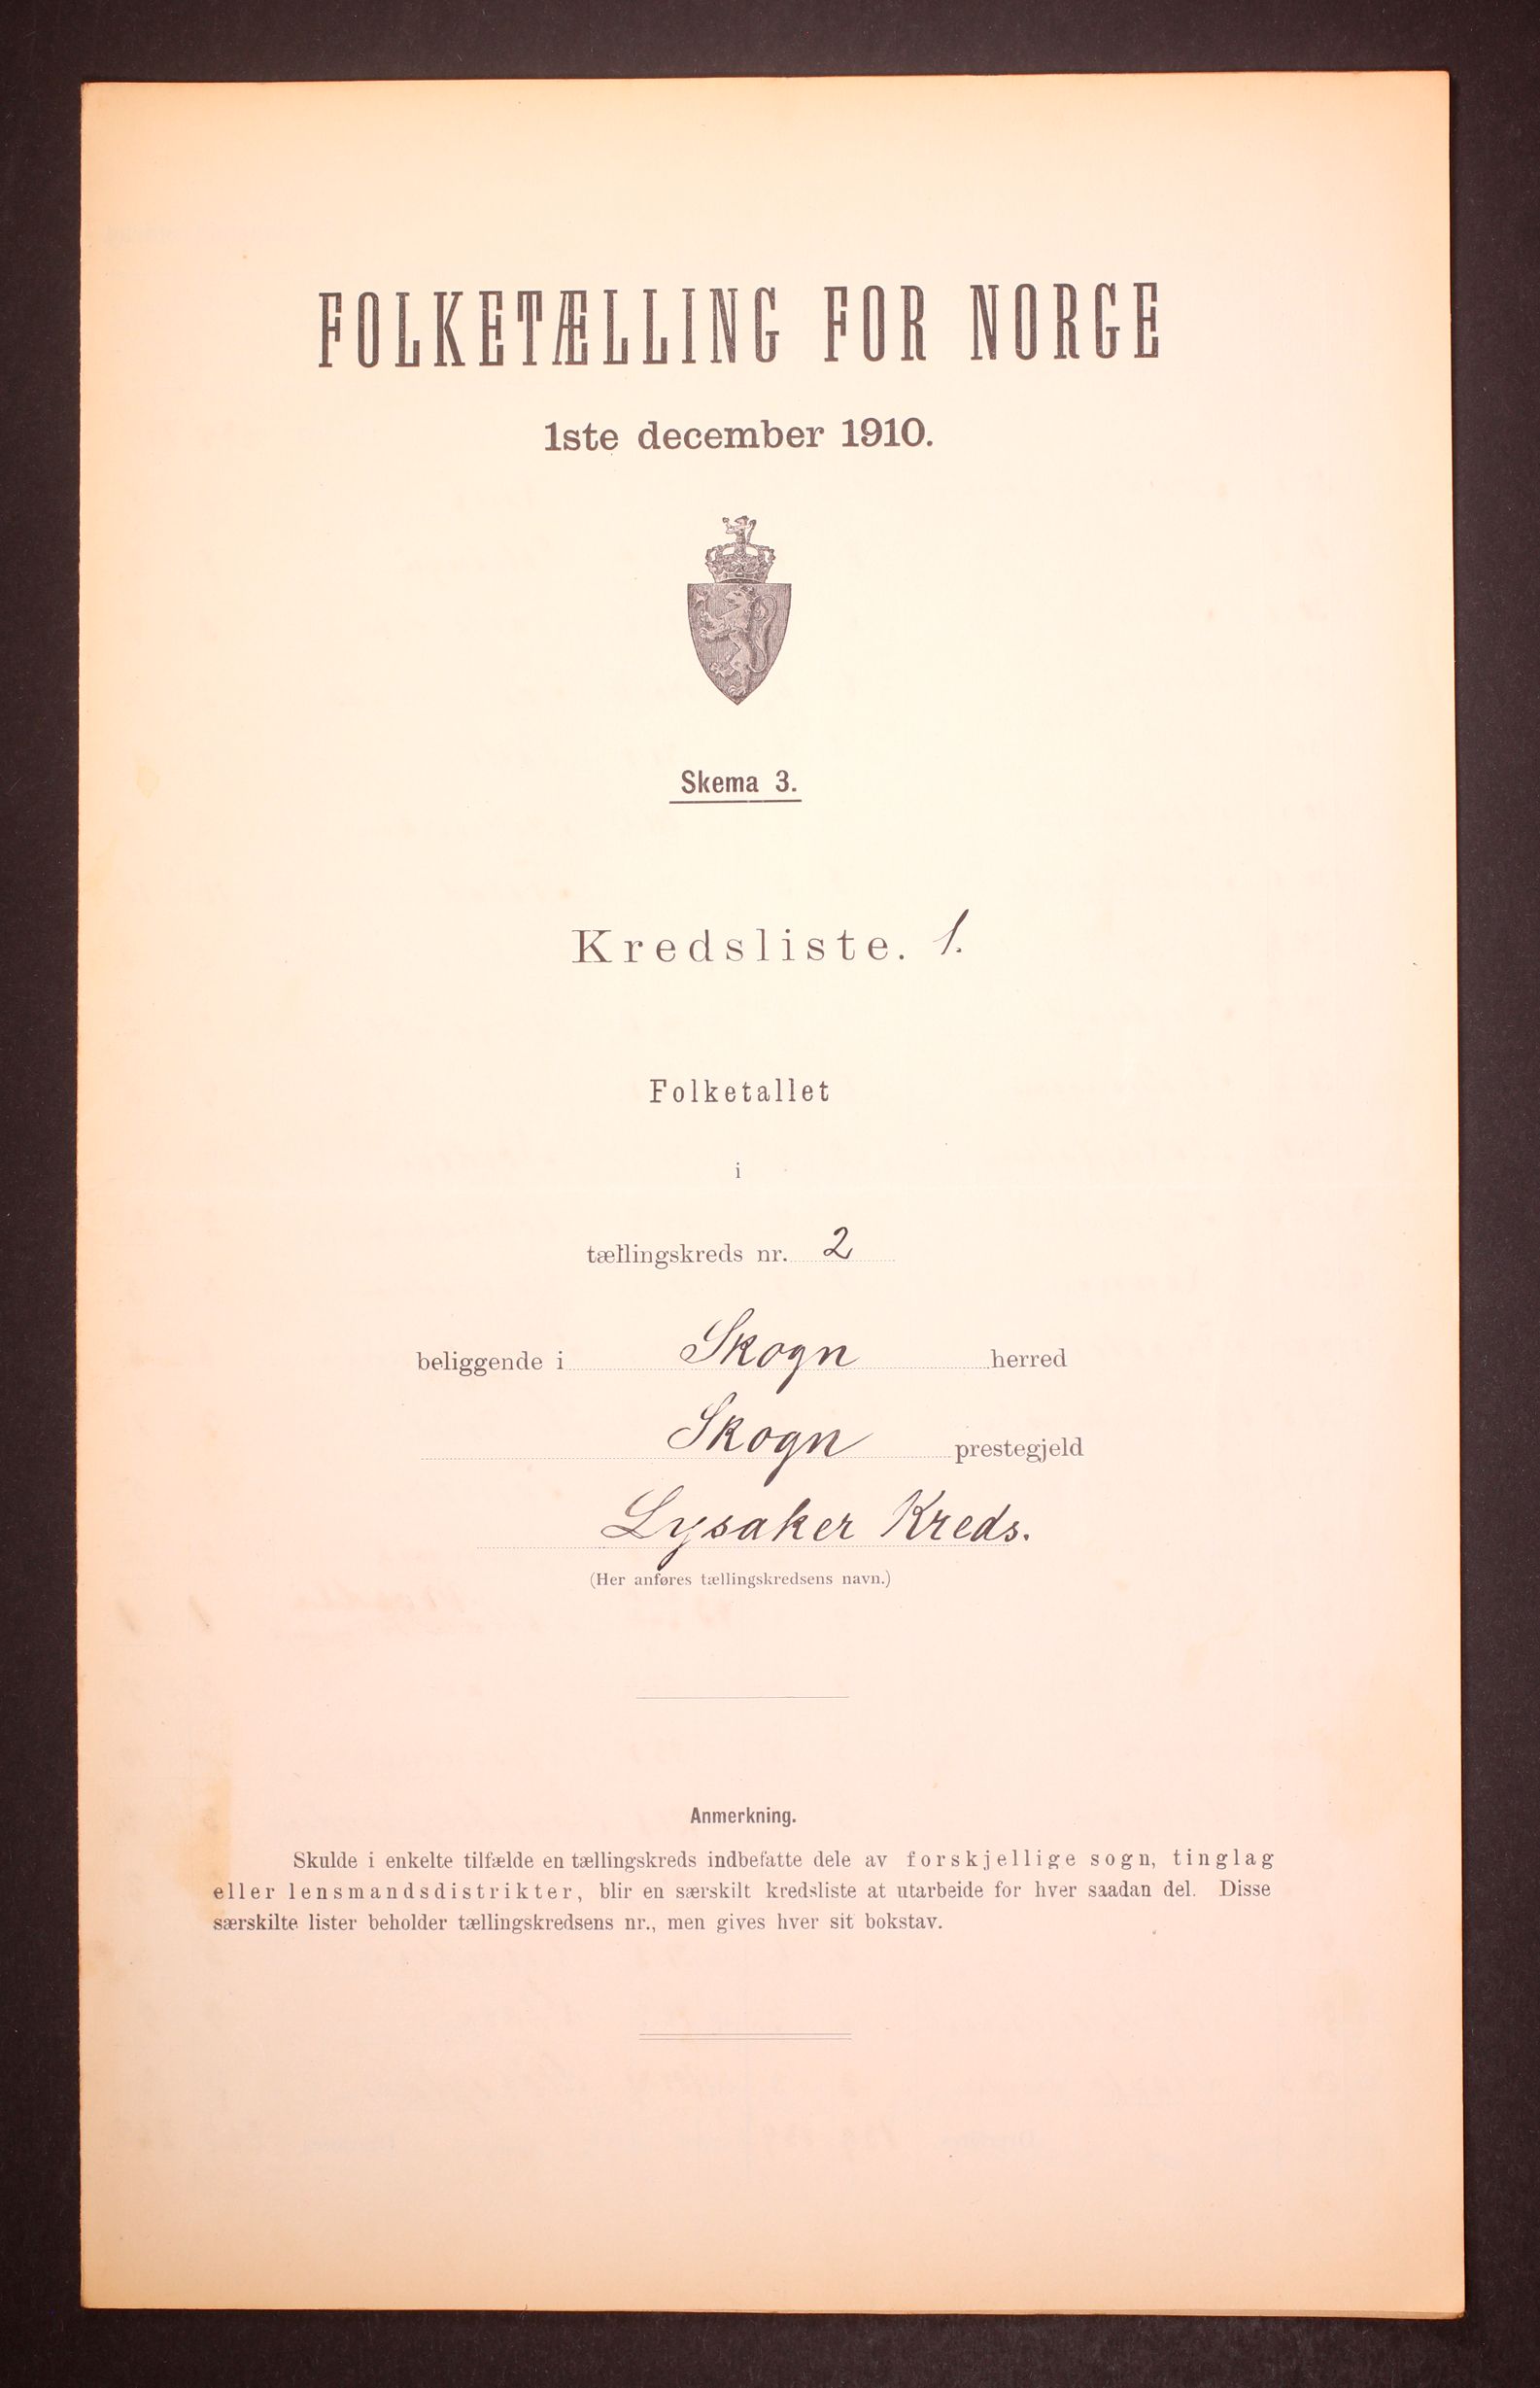 FOLKETÆLLING FOR NORGE
1ste december 1910.
Skema 3.
Kredsliste. 1.
Folketallet
i
tællingskreds nr. 2
beliggende i Skogn herred
Skogn prestegjeld
Lysaker Kreds.
(Her anføres tællingskredsens navn.)
Anmerkning.
Skulde i enkelte tilfælde en tællingskreds indbefatte dele av forskjellige sogn, tinglag
eller lensmandsdistrikter, blir en særskilt kredsliste at utarbeide for hver saadan del. Disse
særskilte lister beholder tællingskredsens nr., men gives hver sit bokstav.